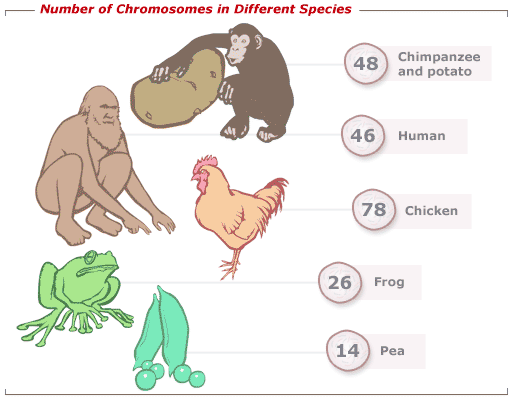 Number of Chromosomes in Different Species
48 Chimpanzee
and potato
46 Human
78 Chicken
26 Frog
14 Pea